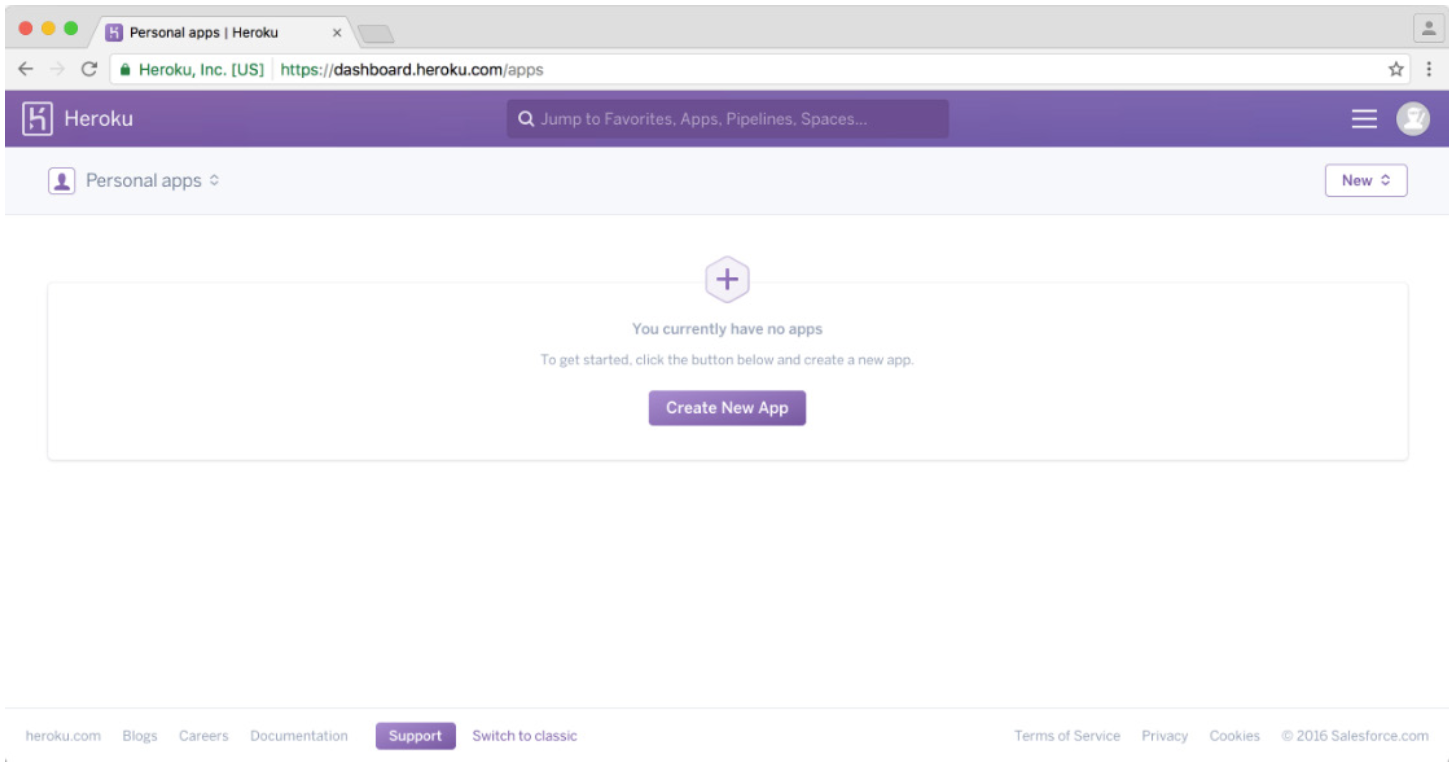 Personal apps | Heroku
Heroku, Inc. [US] https://dashboard.heroku.com/apps
Heroku Jump to Favorites, Apps, Pipelines, Spaces...
Personal apps New
You currently have no apps
To get started, click the button below and create a new app.
Create New App
heroku.com Blogs Careers Documentation Support Switch to classic Terms of Service Privacy Cookies © 2016 Salesforce.com